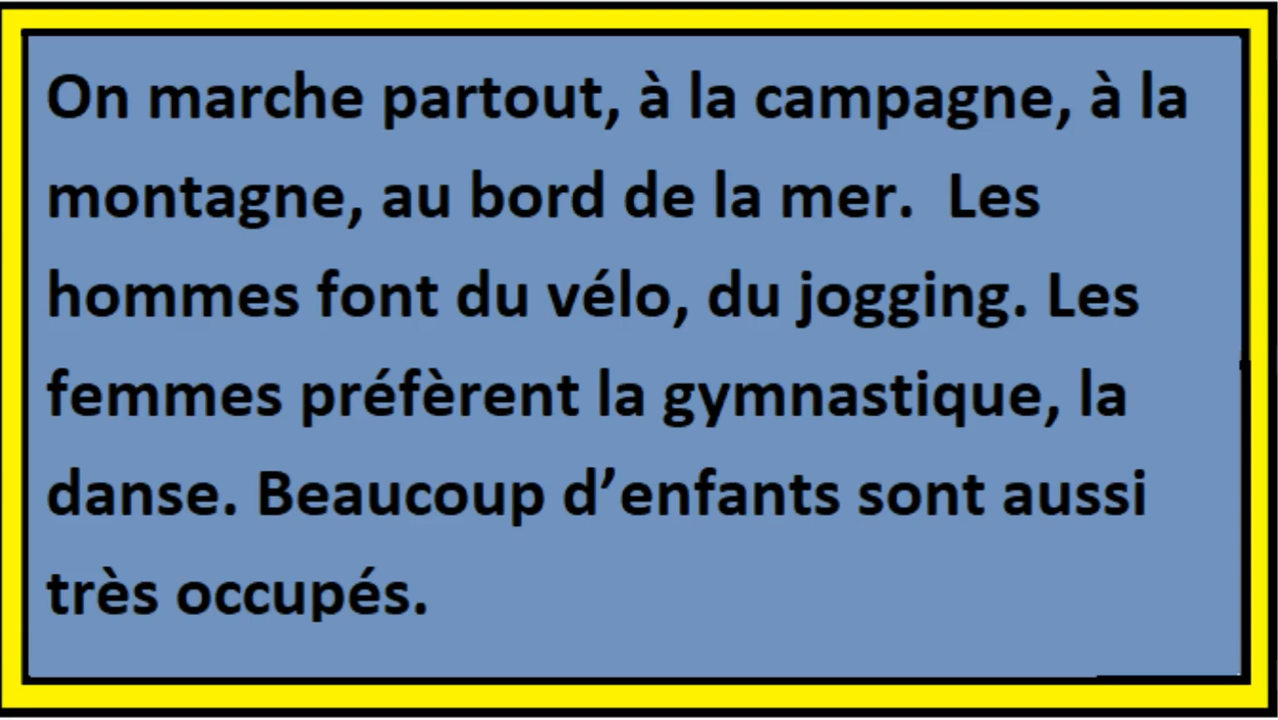 On marche partout, à la campagne, à la
montagne, au bord de la mer.  Les
hommes font du vélo, du jogging. Les
femmes préfèrent la gymnastique, la
danse. Beaucoup d’enfants sont aussi
très occupés.